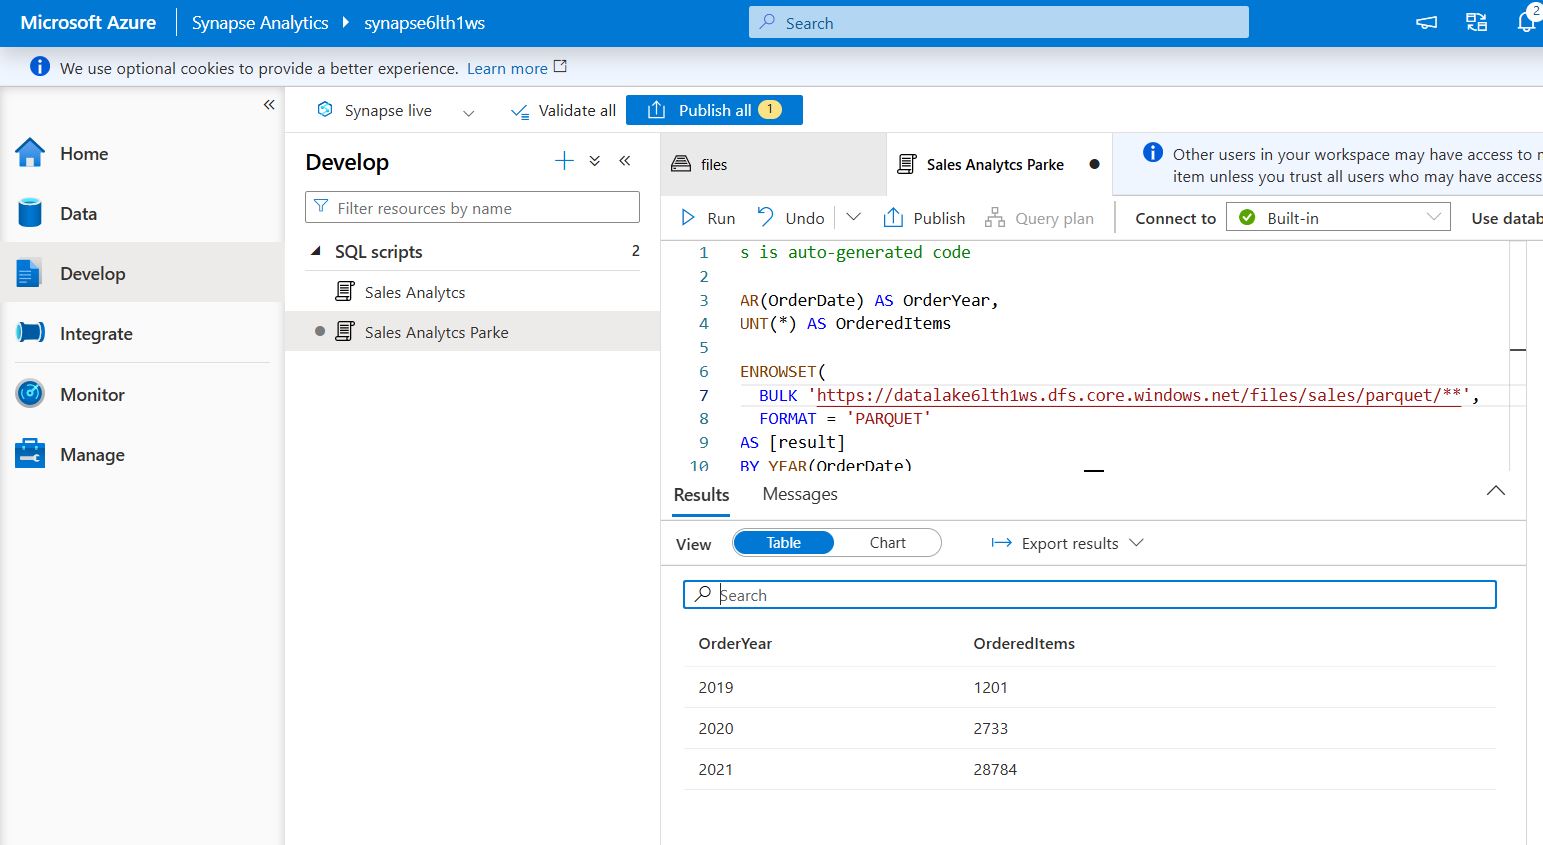 Microsoft Azure
Synapse Analytics
synapse6lth1ws
Search
2
We use optional cookies to provide a better experience. Learn more
Synapse live
Validate all
Publish all 1
Home
Data
Develop
Integrate
Monitor
Manage
Develop
Filter resources by name
SQL scripts 2
Sales Analytcs
Sales Analytcs Parke
files
Sales Analytcs Parke
Other users in your workspace may have access to
item unless you trust all users who may have access
Run
Undo
Publish
Query plan
Connect to
Built-in
Use datab
1 s is auto-generated code
2
3 AR(OrderDate) AS OrderYear,
4 UNT(*) AS OrderedItems
5
6 ENROWSET(
7 BULK 'https://datalake6lth1ws.dfs.core.windows.net/files/sales/parquet/**',
8 FORMAT = 'PARQUET'
9 AS [result]
10 BY YEAR(OrderDate)
Results
Messages
View
Table
Chart
Export results
Search
OrderYear OrderedItems
2019 1201
2020 2733
2021 28784